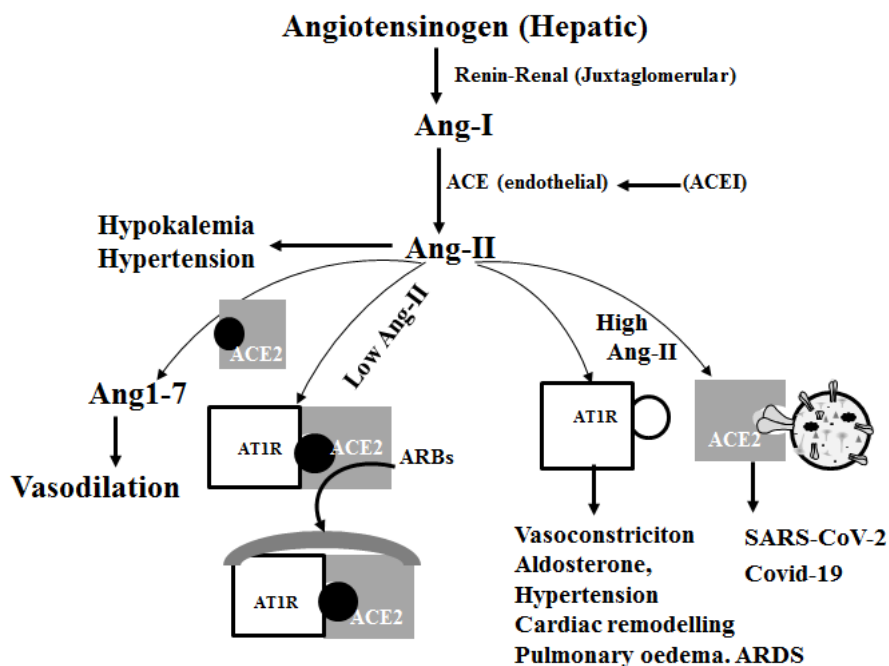 Angiotensinogen (Hepatic)
Renin-Renal (Juxtaglomerular)
Ang-I
ACE (endothelial)
(ACEI)
Hypokalemia
Hypertension
Ang-II
ACE2
Low Ang-II
High
Ang-II
Ang1-7
AT1R
ACE2
ARBs
AT1R
ACE2
Vasodilation
AT1R
ACE2
Vasoconstriciton
Aldosterone,
Hypertension
Cardiac remodelling
Pulmonary oedema. ARDS
SARS-CoV-2
Covid-19